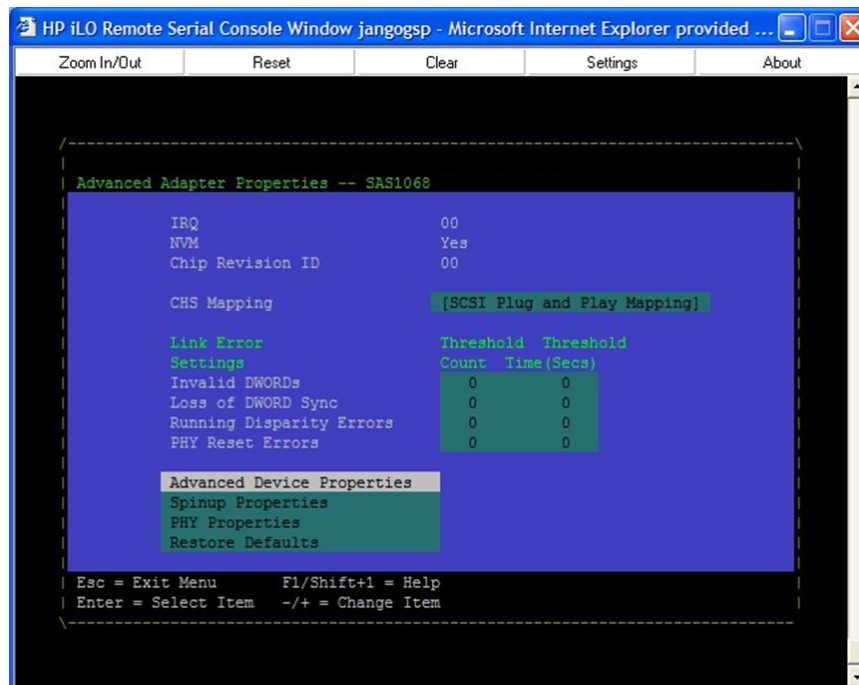 HP iLO Remote Serial Console Window jangogsp - Microsoft Internet Explorer provided ...
Zoom In/Out Reset Clear Settings About
Advanced Adapter Properties -- SAS1068
IRQ 00
NVM Yes
Chip Revision ID 00
CHS Mapping [SCSI Plug and Play Mapping]
Link Error Threshold Threshold
Settings Count Time(Secs)
Invalid DWORDs 0 0
Loss of DWORD Sync 0 0
Running Disparity Errors 0 0
PHY Reset Errors 0 0
Advanced Device Properties
Spinup Properties
PHY Properties
Restore Defaults
Esc = Exit Menu F1/Shift+1 = Help
Enter = Select Item -/+ = Change Item